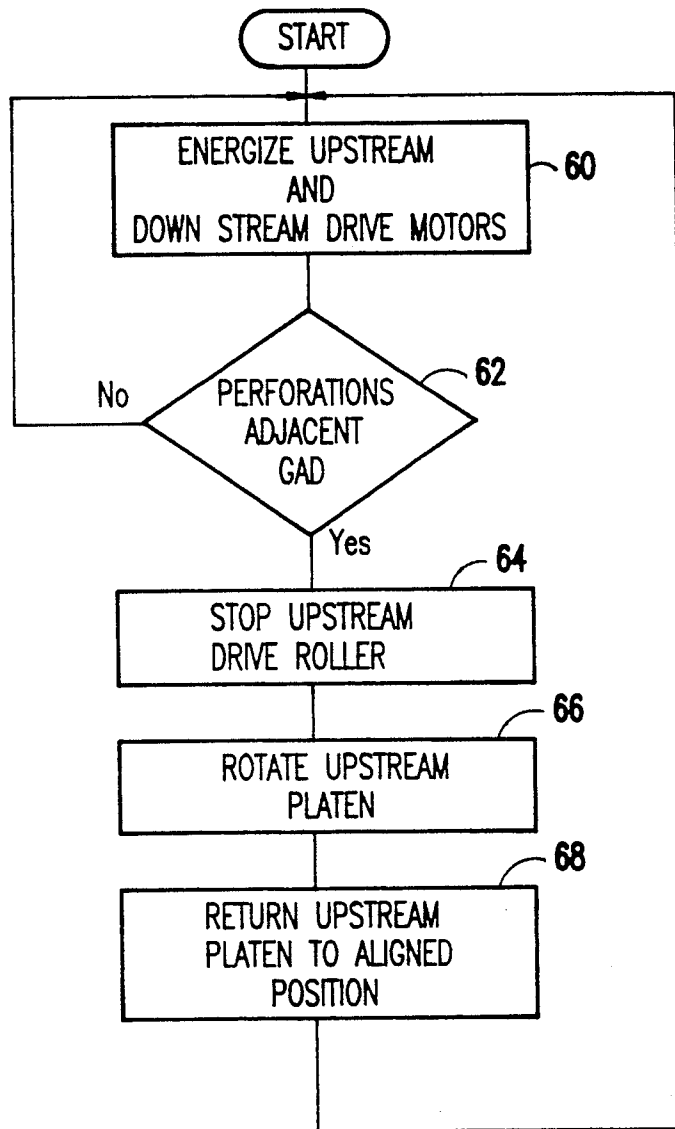 START
ENERGIZE UPSTREAM
AND
DOWN STREAM DRIVE MOTORS
60
No
PERFORATIONS
ADJACENT
GAD
62
Yes
64
STOP UPSTREAM
DRIVE ROLLER
66
ROTATE UPSTREAM
PLATEN
68
RETURN UPSTREAM
PLATEN TO ALIGNED
POSITION